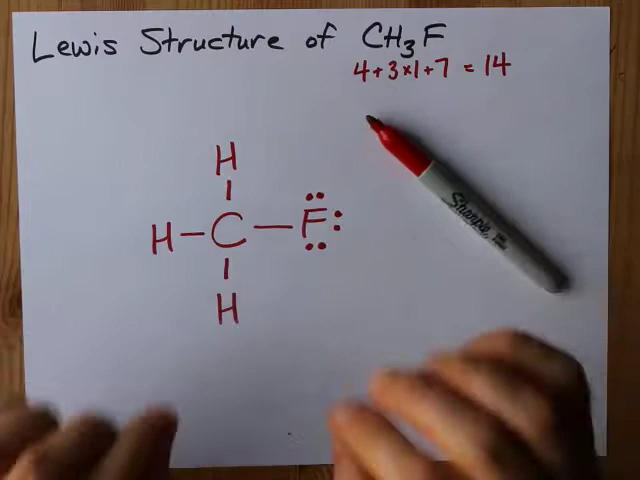 Lewis Structure of CH₃F
4+3×1+7 = 14
H
H — C — F
H
Sharpie